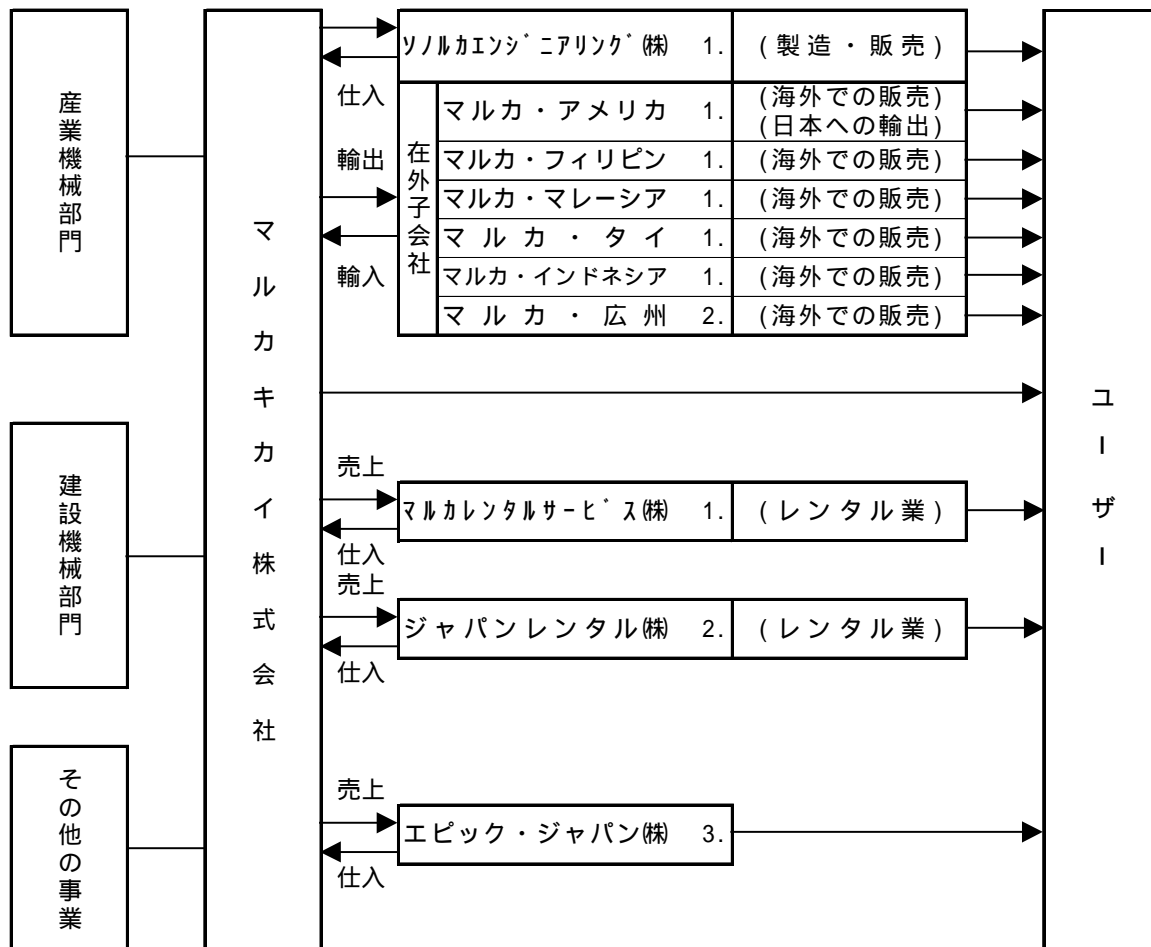 産業機械部門
建設機械部門
その他の事業
マルカキカイ株式会社
仕入
輸出
輸入
ソノルカエンジニアリング(株) 1. (製造・販売)
在外子会社
マルカ・アメリカ 1. (海外での販売)
(日本への輸出)
マルカ・フィリピン 1. (海外での販売)
マルカ・マレーシア 1. (海外での販売)
マルカ・タイ 1. (海外での販売)
マルカ・インドネシア 1. (海外での販売)
マルカ・広州 2. (海外での販売)
売上
マルカレンタルサービス(株) 1. (レンタル業)
仕入
売上
ジャパンレンタル(株) 2. (レンタル業)
仕入
売上
エピック・ジャパン(株) 3.
仕入
ユーザー